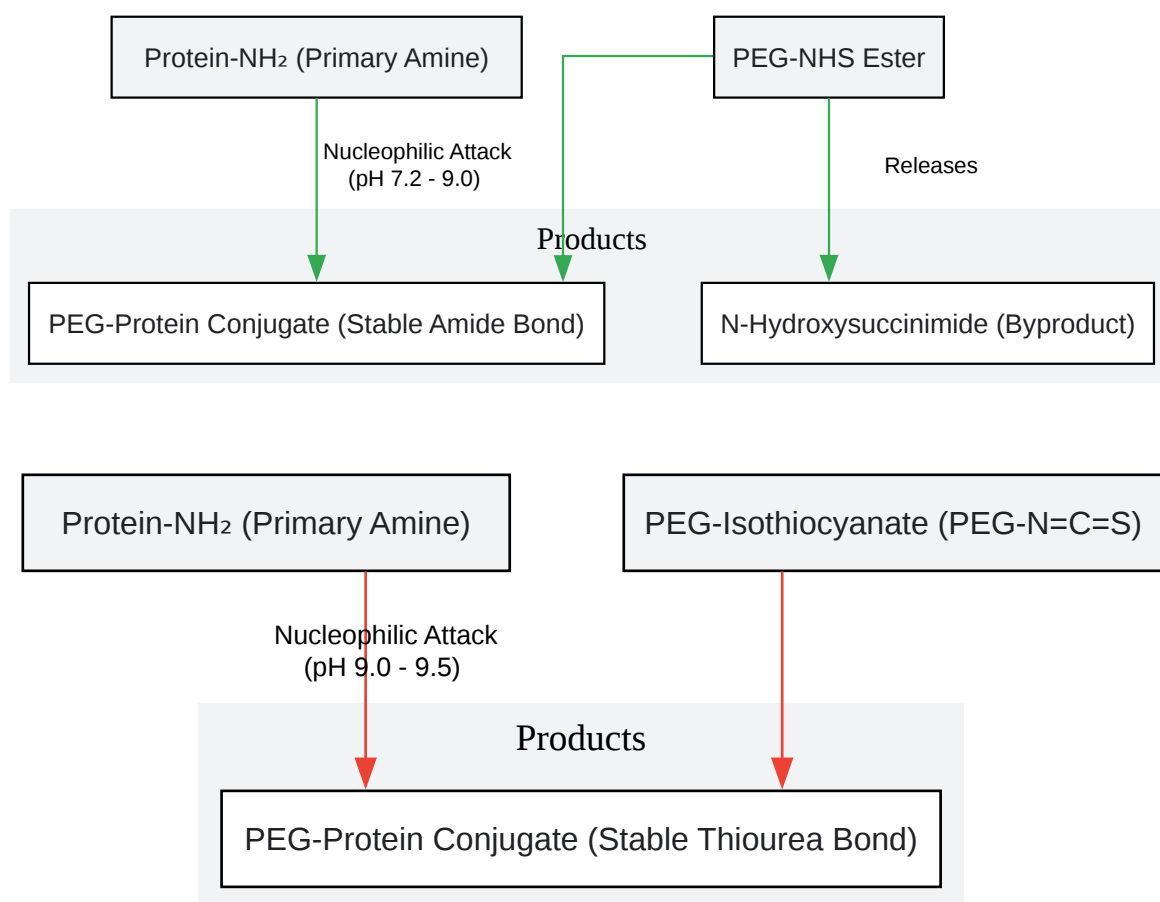 Protein-NH₂ (Primary Amine)
PEG-NHS Ester
Nucleophilic Attack
(pH 7.2 - 9.0)
Releases
Products
PEG-Protein Conjugate (Stable Amide Bond)
N-Hydroxysuccinimide (Byproduct)
Protein-NH₂ (Primary Amine)
PEG-Isothiocyanate (PEG-N=C=S)
Nucleophilic Attack
(pH 9.0 - 9.5)
Products
PEG-Protein Conjugate (Stable Thiourea Bond)